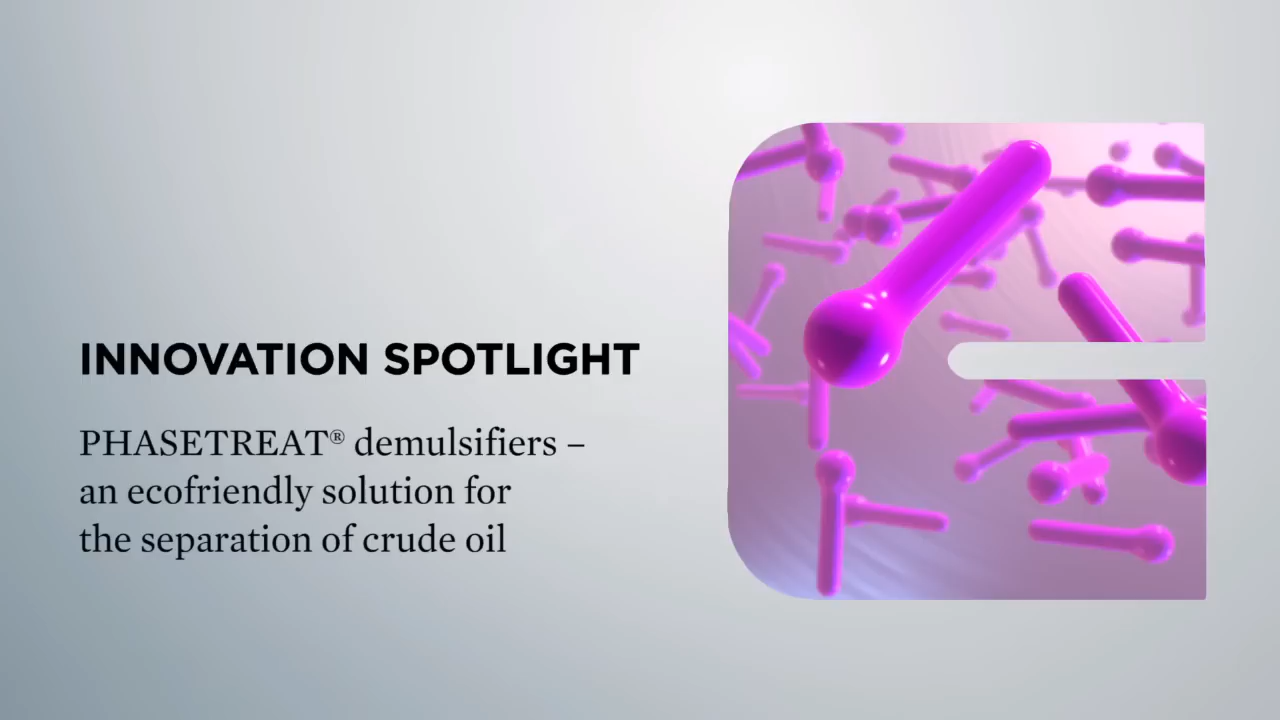 INNOVATION SPOTLIGHT
PHASETREAT® demulsifiers –
an ecofriendly solution for
the separation of crude oil